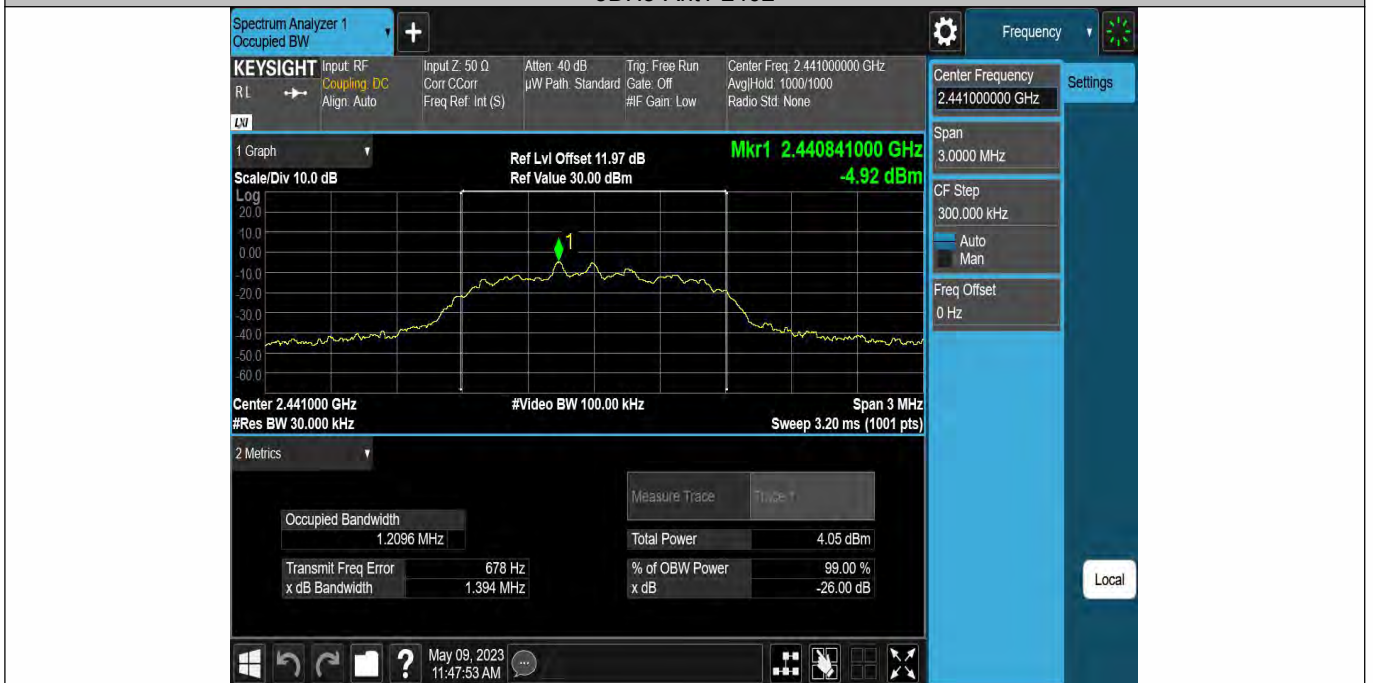 Spectrum Analyzer 1
Occupied BW
Frequency
KEYSIGHT
RL
LXI
Input: RF
Coupling: DC
Align: Auto
Input Z: 50 Ω
Corr CCorr
Freq Ref: Int (S)
Atten: 40 dB
µW Path: Standard
Trig: Free Run
Gate: Off
#IF Gain: Low
Center Freq: 2.441000000 GHz
Avg|Hold: 1000/1000
Radio Std: None
Center Frequency
2.441000000 GHz
Settings
Span
3.0000 MHz
CF Step
300.000 kHz
Auto
Man
Freq Offset
0 Hz
Local
1 Graph
Scale/Div 10.0 dB
Ref Lvl Offset 11.97 dB
Ref Value 30.00 dBm
Mkr1 2.440841000 GHz
-4.92 dBm
Log
20.0
10.0
0.00
-10.0
-20.0
-30.0
-40.0
-50.0
-60.0
1
Center 2.441000 GHz
#Video BW 100.00 kHz
Span 3 MHz
#Res BW 30.000 kHz
Sweep 3.20 ms (1001 pts)
2 Metrics
Measure Trace
Trace 1
Occupied Bandwidth
1.2096 MHz
Total Power
4.05 dBm
Transmit Freq Error
678 Hz
% of OBW Power
99.00 %
x dB Bandwidth
1.394 MHz
x dB
-26.00 dB
May 09, 2023
11:47:53 AM